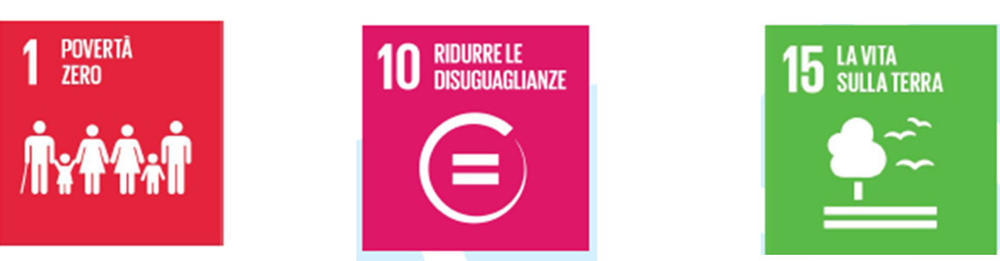 1 POVERTÀ
ZERO
10 RIDURRE LE
DISUGUAGLIANZE
15 LA VITA
SULLA TERRA